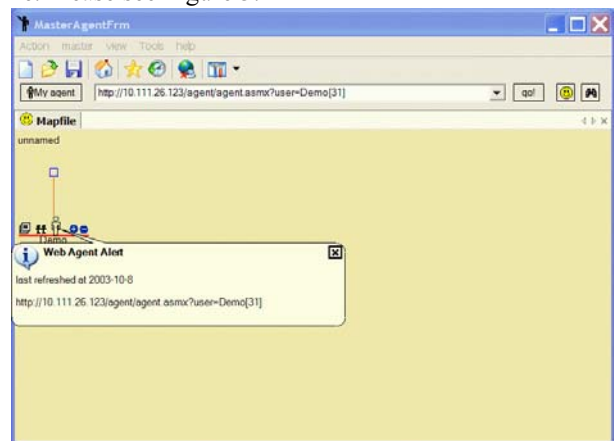 MasterAgentFrm
Action master view Tools help
My agent http://10.111.26.123/agent/agent.asmx?user=Demo[31] go!
Mapfile
unnamed
Demo
Web Agent Alert
last refreshed at 2003-10-8
http://10.111.26.123/agent/agent.asmx?user=Demo[31]